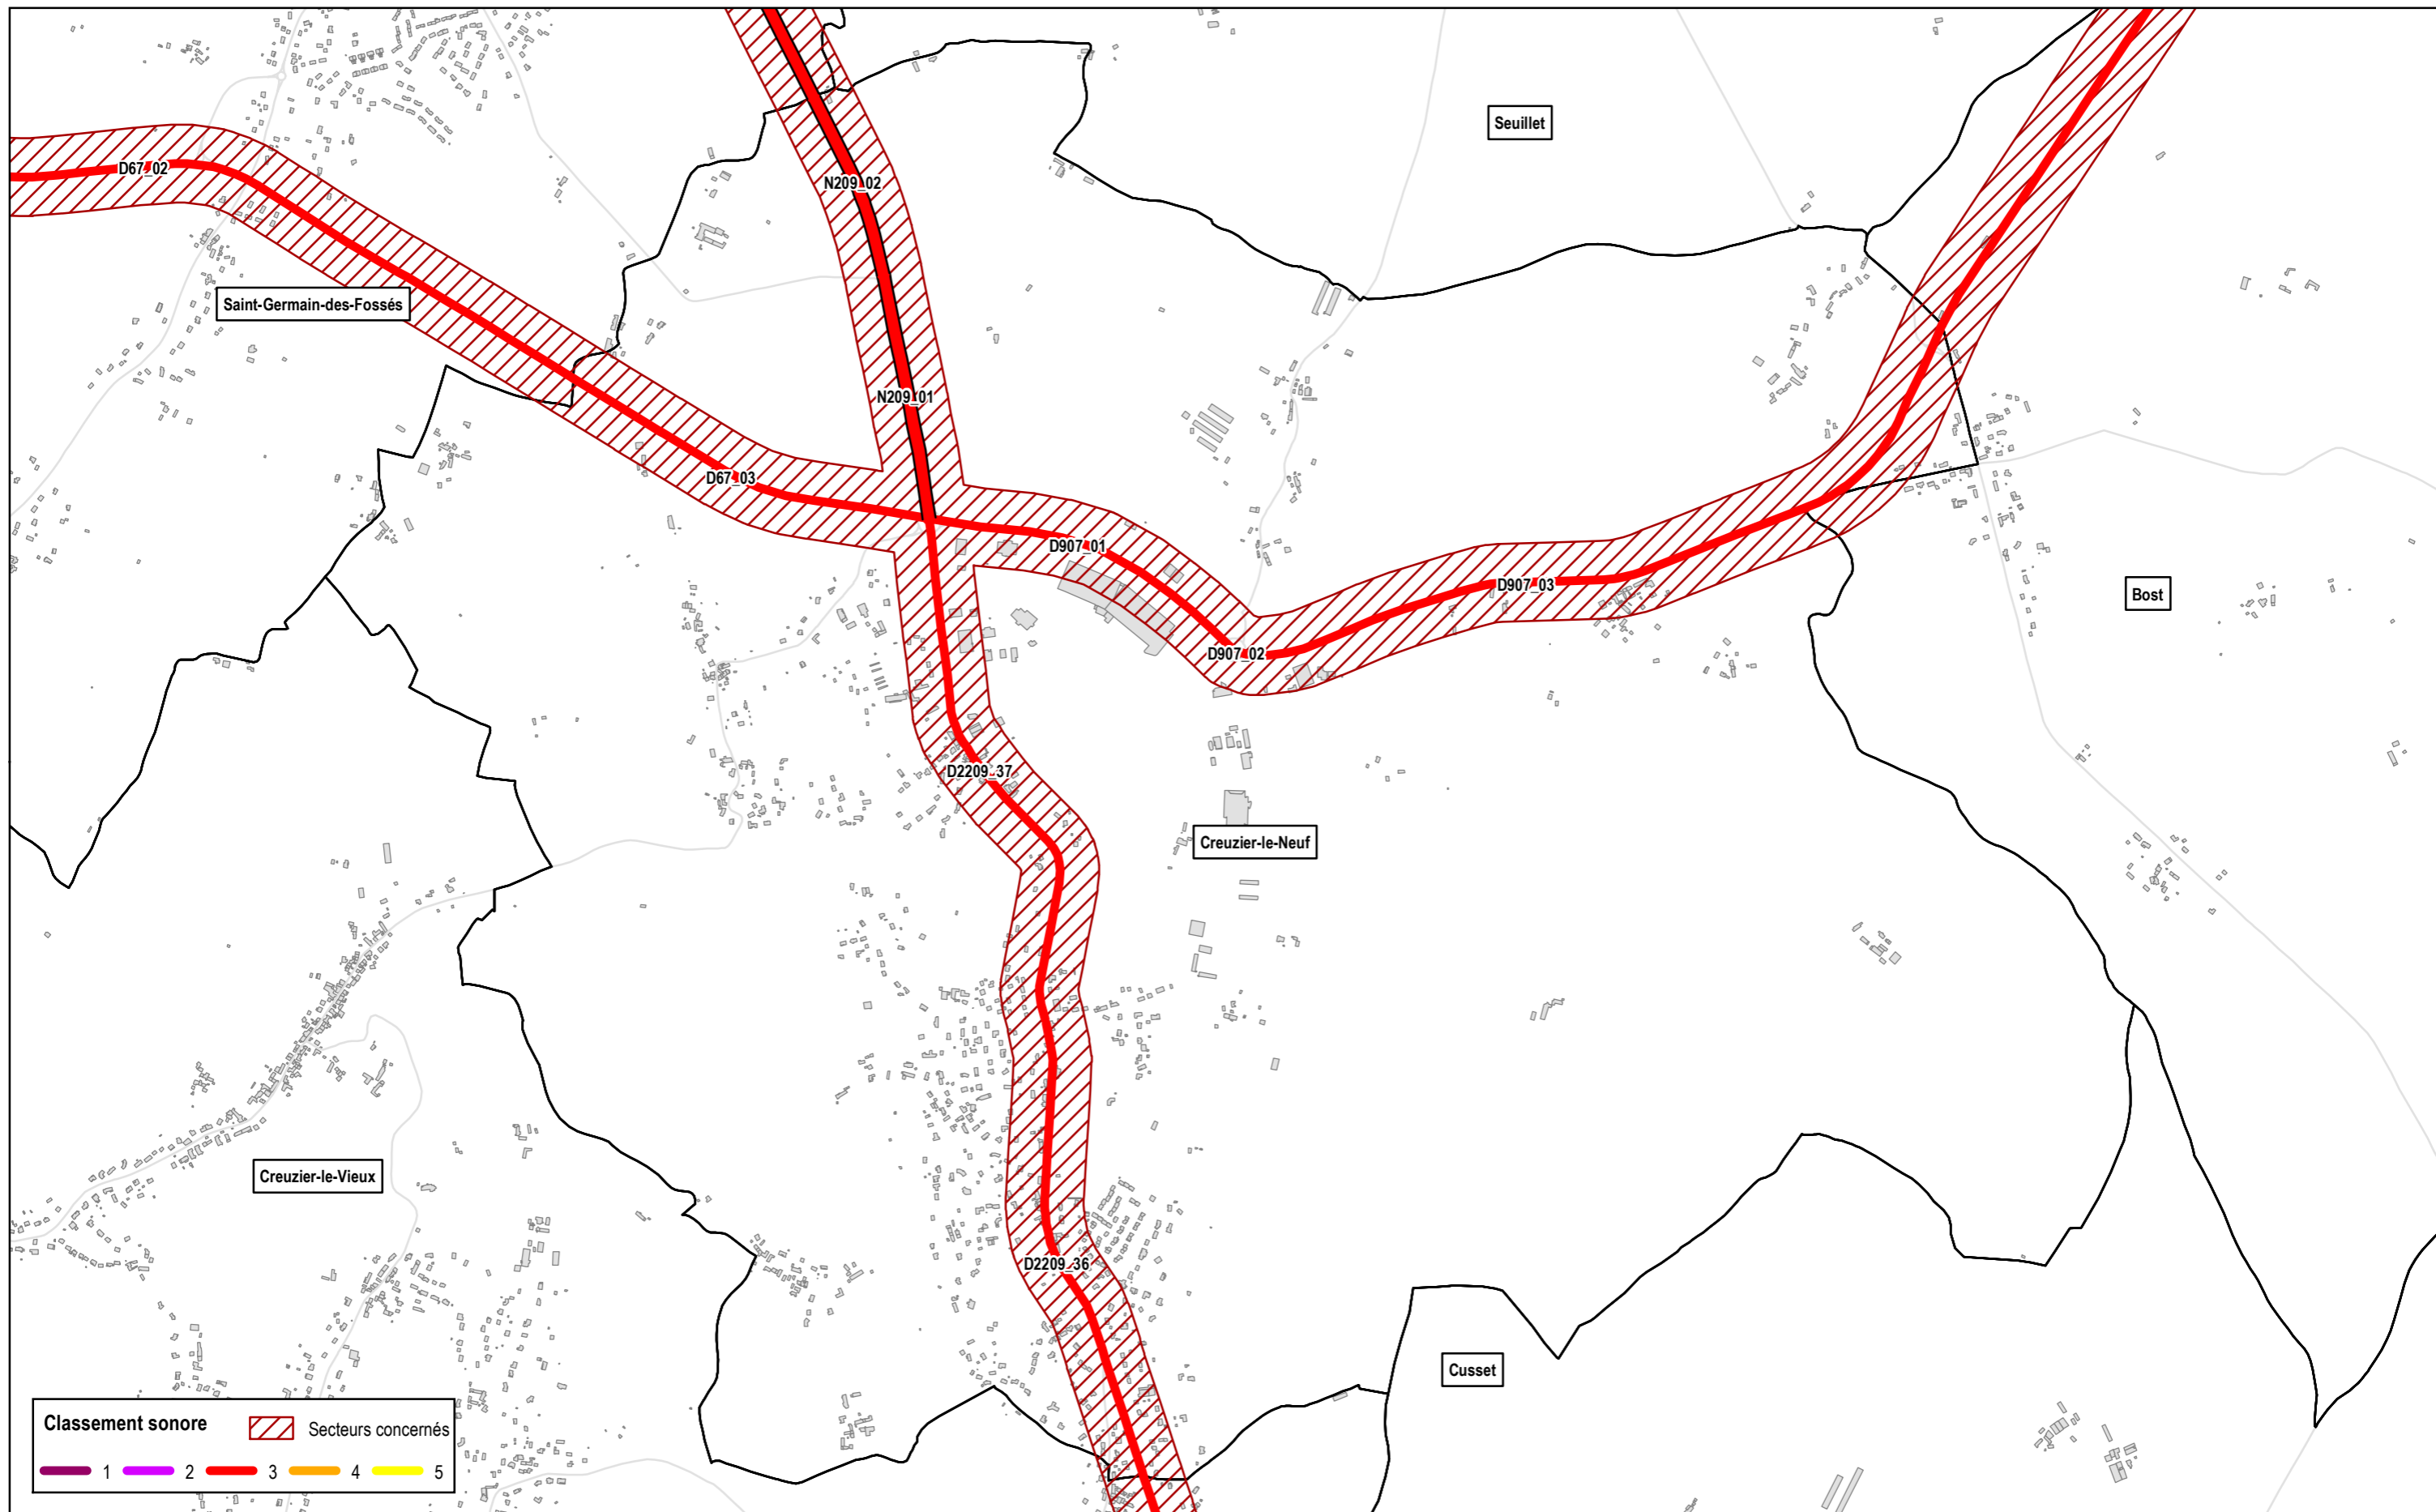 Seuillet
D67_02
N209_02
Saint-Germain-des-Fossés
N209_01
D67_03
D907_01
D907_03
Bost
D907_02
D2209_37
Creuzier-le-Neuf
Creuzier-le-Vieux
D2209_36
Cusset
Classement sonore
Secteurs concernés
1 2 3 4 5